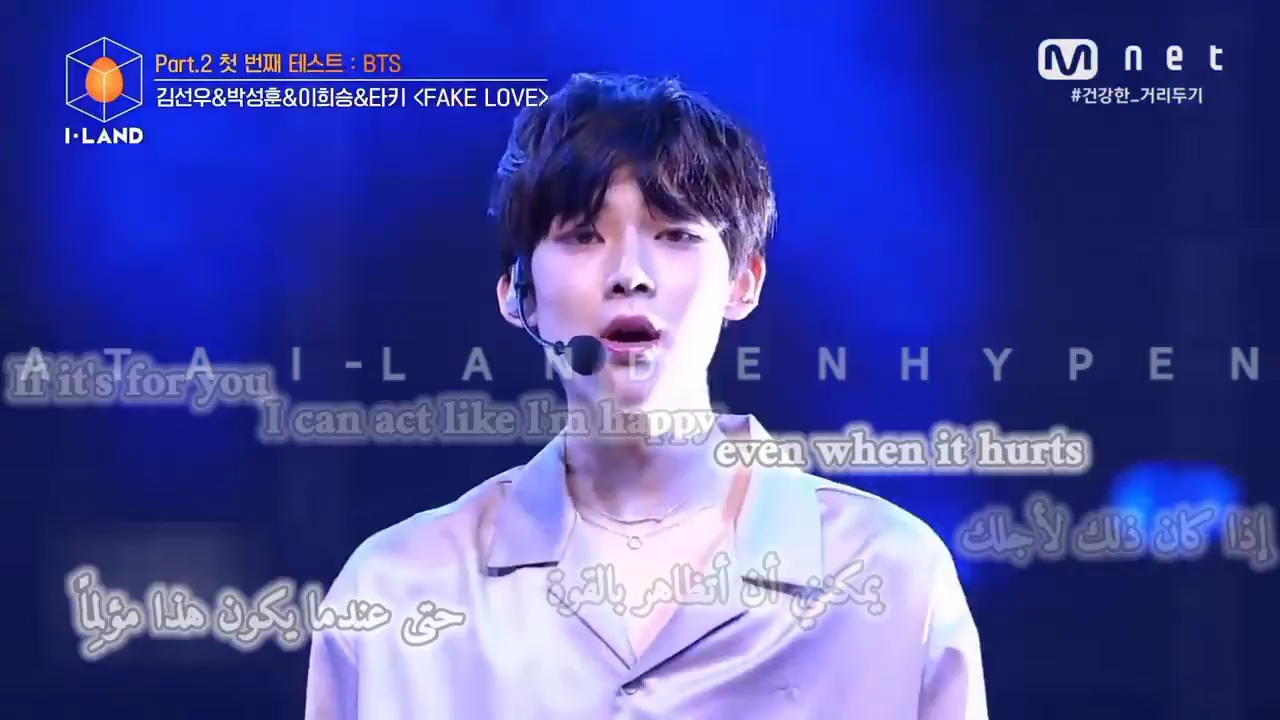 Part.2 첫 번째 테스트 : BTS
김선우&박성훈&이희승&타키 <FAKE LOVE>
I·LAND
Mnet
#건강한_거리두기
A T A I - L A N D E N H Y P E N
If it's for you
I can act like I'm happy
even when it hurts
إذا كان ذلك لأجلك
يمكنني أن أتظاهر بالقوة
حتى عندما يكون هذا مؤلماً